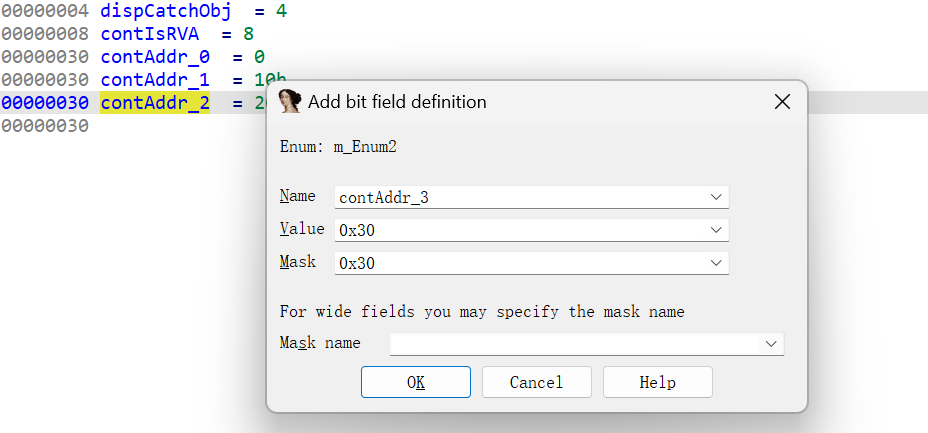 00000004 dispCatchObj = 4
00000008 contIsRVA = 8
00000030 contAddr_0 = 0
00000030 contAddr_1 = 10h
00000030 contAddr_2 = 2
00000030
Add bit field definition
Enum: m_Enum2
Name contAddr_3
Value 0x30
Mask 0x30
For wide fields you may specify the mask name
Mask name
OK Cancel Help